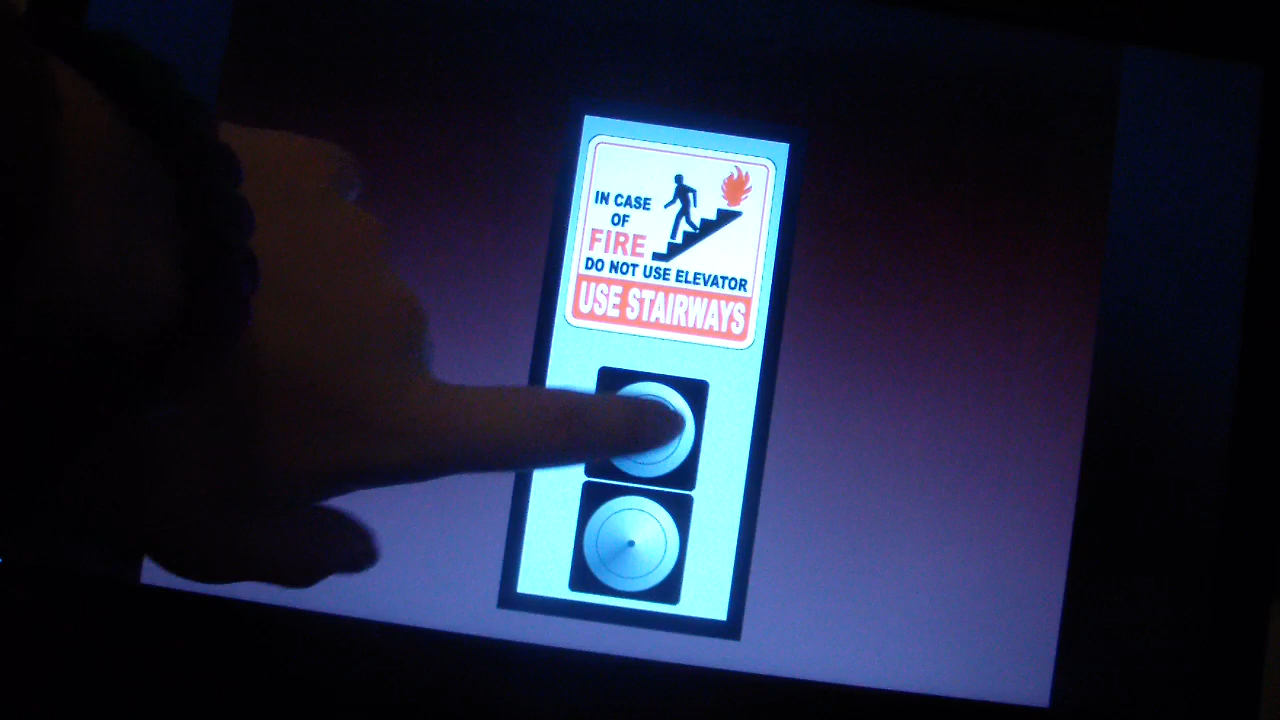 IN CASE
OF
FIRE
DO NOT USE ELEVATOR
USE STAIRWAYS